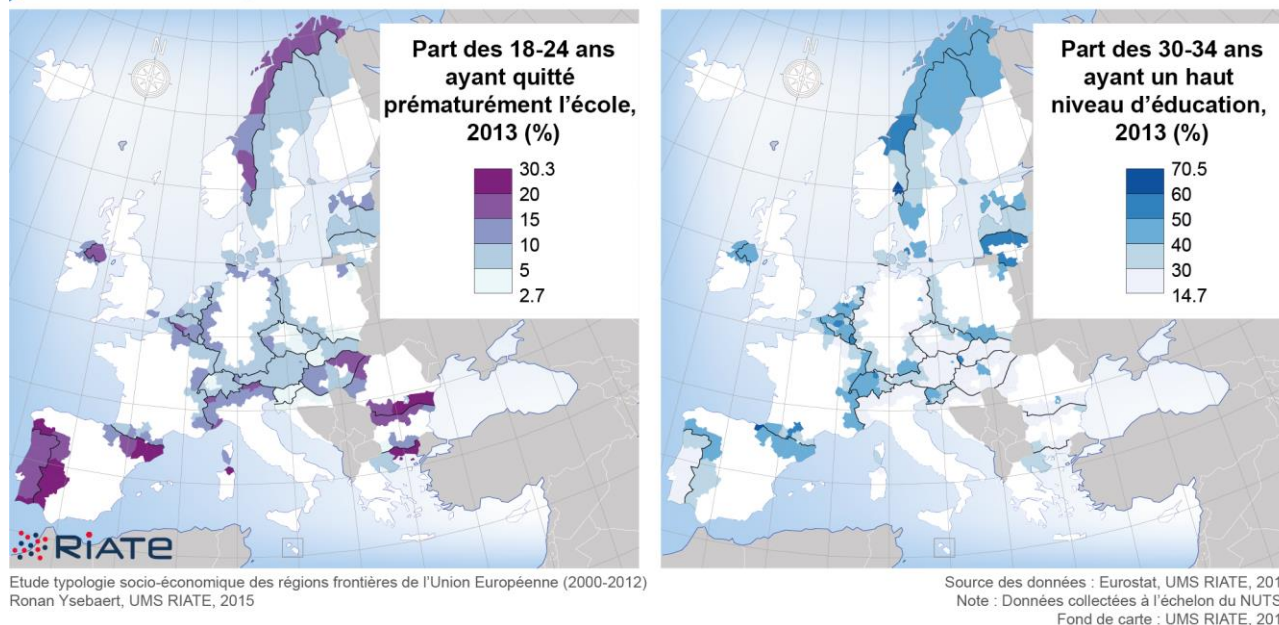 Part des 18-24 ans
ayant quitté
prématurément l'école,
2013 (%)
30.3
20
15
10
5
2.7
N
RIATE
Part des 30-34 ans
ayant un haut
niveau d'éducation,
2013 (%)
70.5
60
50
40
30
14.7
N
Etude typologie socio-économique des régions frontières de l'Union Européenne (2000-2012)
Ronan Ysebaert, UMS RIATE, 2015
Source des données : Eurostat, UMS RIATE, 201
Note : Données collectées à l'échelon du NUTS
Fond de carte : UMS RIATE, 201